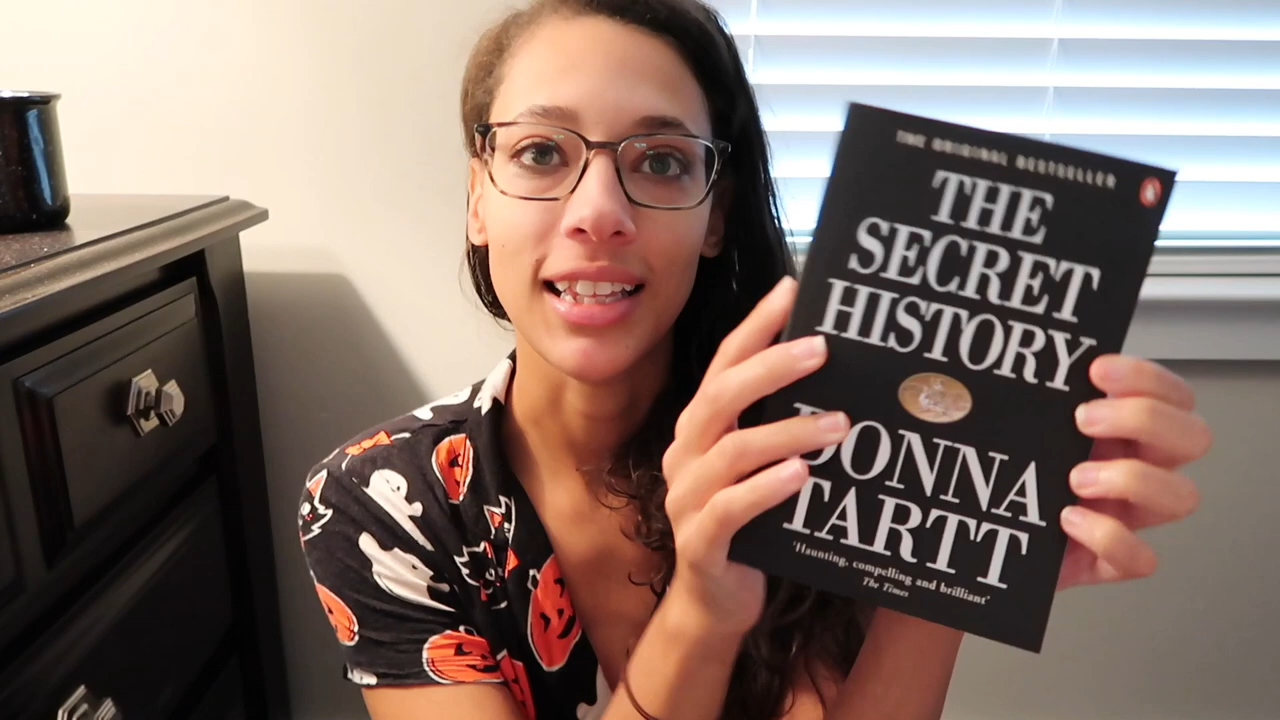 THE ORIGINAL BESTSELLER
THE
SECRET
HISTORY
DONNA
TARTT
'Haunting, compelling and brilliant'
The Times